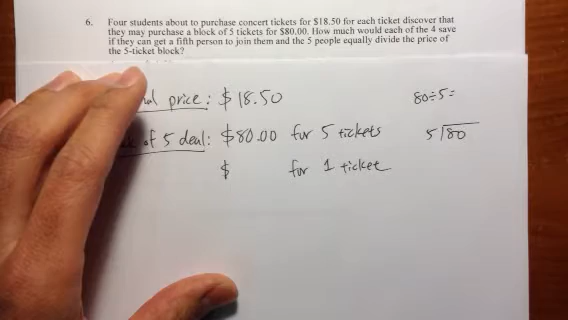 6. Four students about to purchase concert tickets for $18.50 for each ticket discover that
they may purchase a block of 5 tickets for $80.00. How much would each of the 4 save
if they can get a fifth person to join them and the 5 people equally divide the price of
the 5-ticket block?
price: $18.50
80÷5=
of 5 deal: $80.00 for 5 tickets
5 80
$ for 1 ticket